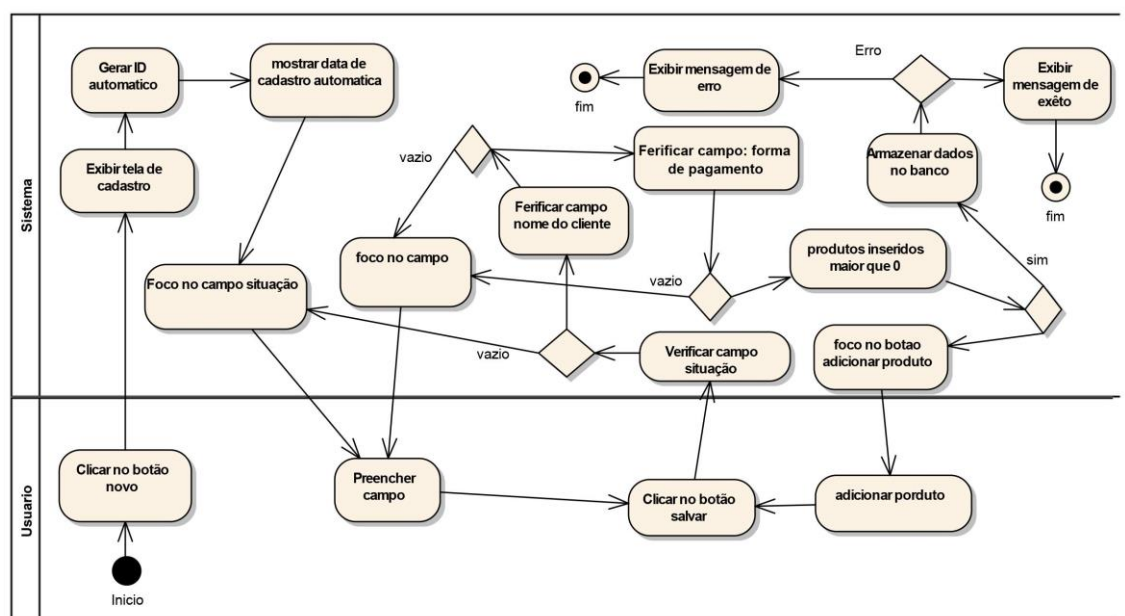 Sistema
Gerar ID
automatico
mostrar data de
cadastro automatica
fim
Exibir mensagem de
erro
Erro
Exibir
mensagem de
exêto
Exibir tela de
cadastro
vazio
Ferificar campo: forma
de pagamento
Armazenar dados
no banco
fim
Ferificar campo
nome do cliente
foco no campo
produtos inseridos
maior que 0
sim
Foco no campo situação
vazio
vazio
Verificar campo
situação
foco no botao
adicionar produto
Usuario
Clicar no botão
novo
Preencher
campo
Clicar no botão
salvar
adicionar porduto
Inicio